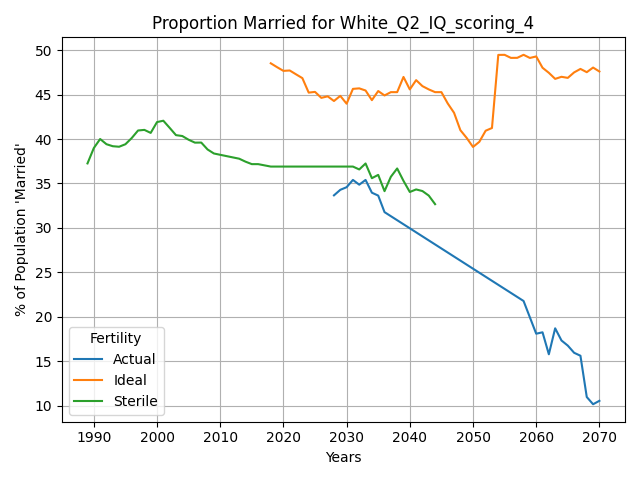 Proportion Married for White_Q2_IQ_scoring_4
% of Population 'Married'
50
45
40
35
30
25
20
15
10
Fertility
Actual
Ideal
Sterile
1990 2000 2010 2020 2030 2040 2050 2060 2070
Years